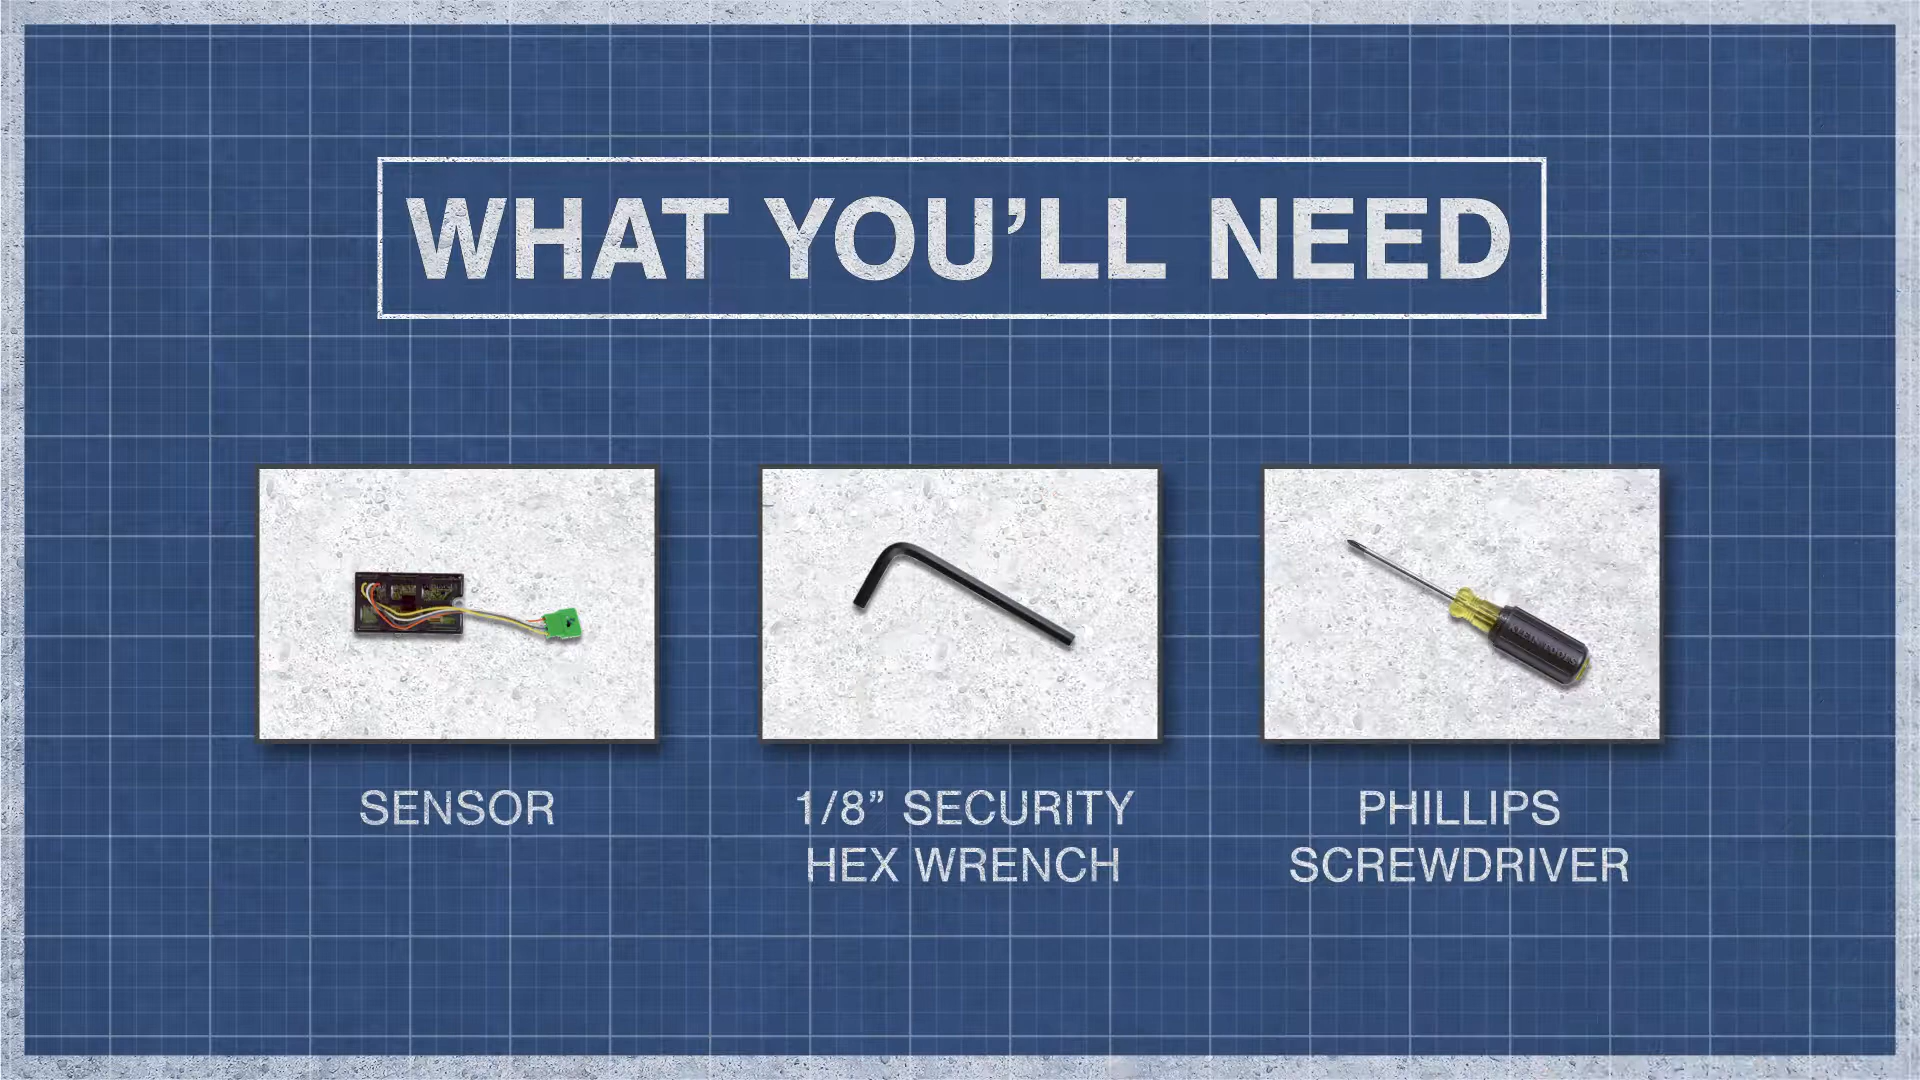 WHAT YOU’LL NEED
SENSOR
1/8” SECURITY
HEX WRENCH
PHILLIPS
SCREWDRIVER